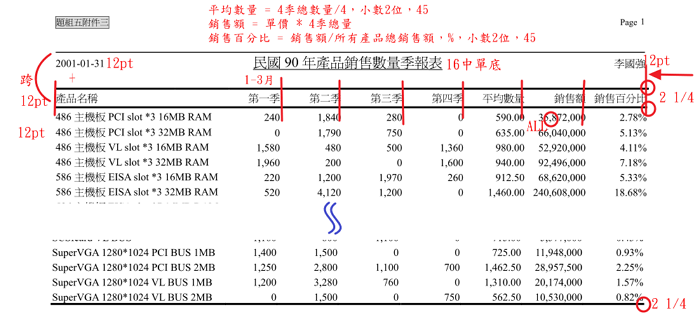 平均數量 = 4季總數量/4，小數2位，45
題組五附件三
銷售額 = 單價 * 4季總量
Page 1
銷售百分比 = 銷售額/所有產品總銷售額，%，小數2位，45
2001-01-31 12pt 民國 90 年產品銷售數量季報表 16中單底 李國強 12pt
跨 1-3月
12pt 產品名稱 第一季 第二季 第三季 第四季 平均數量 銷售額 銷售百分比 2 1/4
12pt 486 主機板 PCI slot *3 16MB RAM 240 1,840 280 0 590.00 35,872,000 2.78%
ALL
486 主機板 PCI slot *3 32MB RAM 0 1,790 750 0 635.00 66,040,000 5.13%
486 主機板 VL slot *3 16MB RAM 1,580 480 500 1,360 980.00 52,920,000 4.11%
486 主機板 VL slot *3 32MB RAM 1,960 200 0 1,600 940.00 92,496,000 7.18%
586 主機板 EISA slot *3 16MB RAM 220 1,200 1,970 260 912.50 68,620,000 5.33%
586 主機板 EISA slot *3 32MB RAM 520 4,120 1,200 0 1,460.00 240,608,000 18.68%
SuperVGA 1280*1024 PCI BUS 1MB 1,400 1,500 0 725.00 11,948,000 0.93%
SuperVGA 1280*1024 PCI BUS 2MB 1,250 2,800 1,100 700 1,462.50 28,957,500 2.25%
SuperVGA 1280*1024 VL BUS 1MB 1,200 3,280 760 0 1,310.00 20,174,000 1.57%
SuperVGA 1280*1024 VL BUS 2MB 0 1,500 0 750 562.50 10,530,000 0.82% 2 1/4